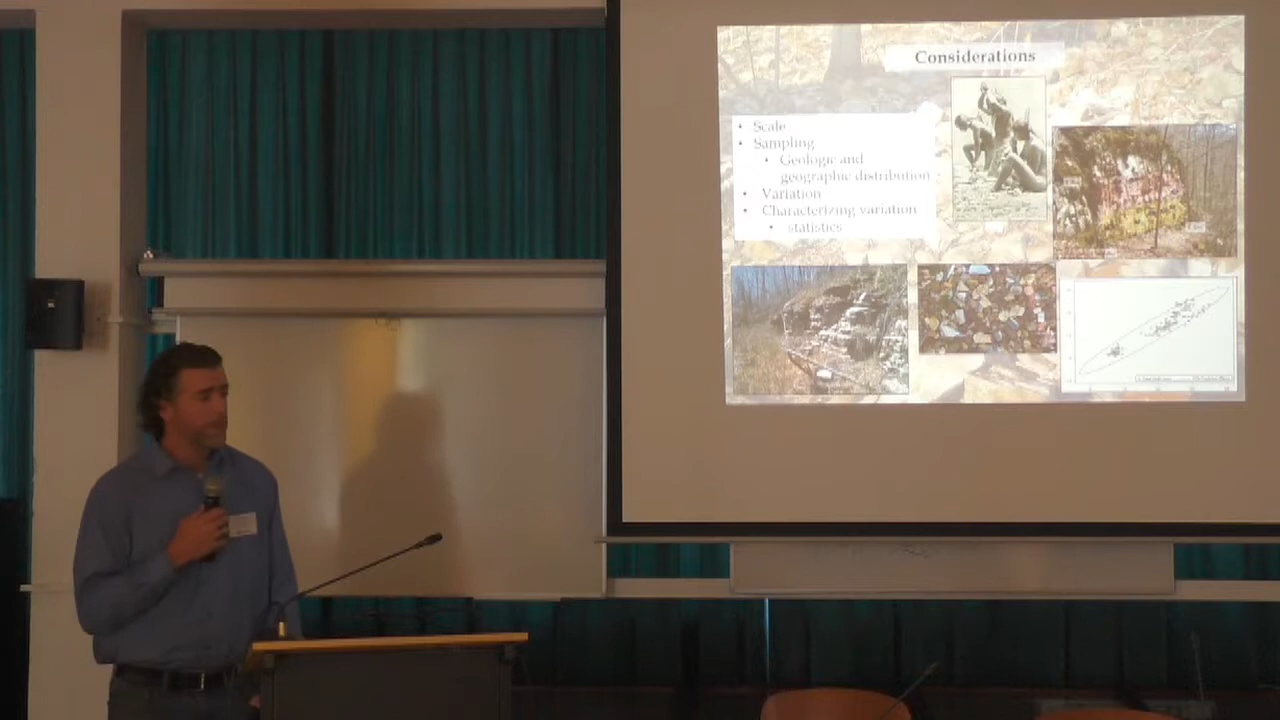 Considerations
• Scale
• Sampling
• Geologic and
geographic distribution
• Variation
• Characterizing variation
• statistics